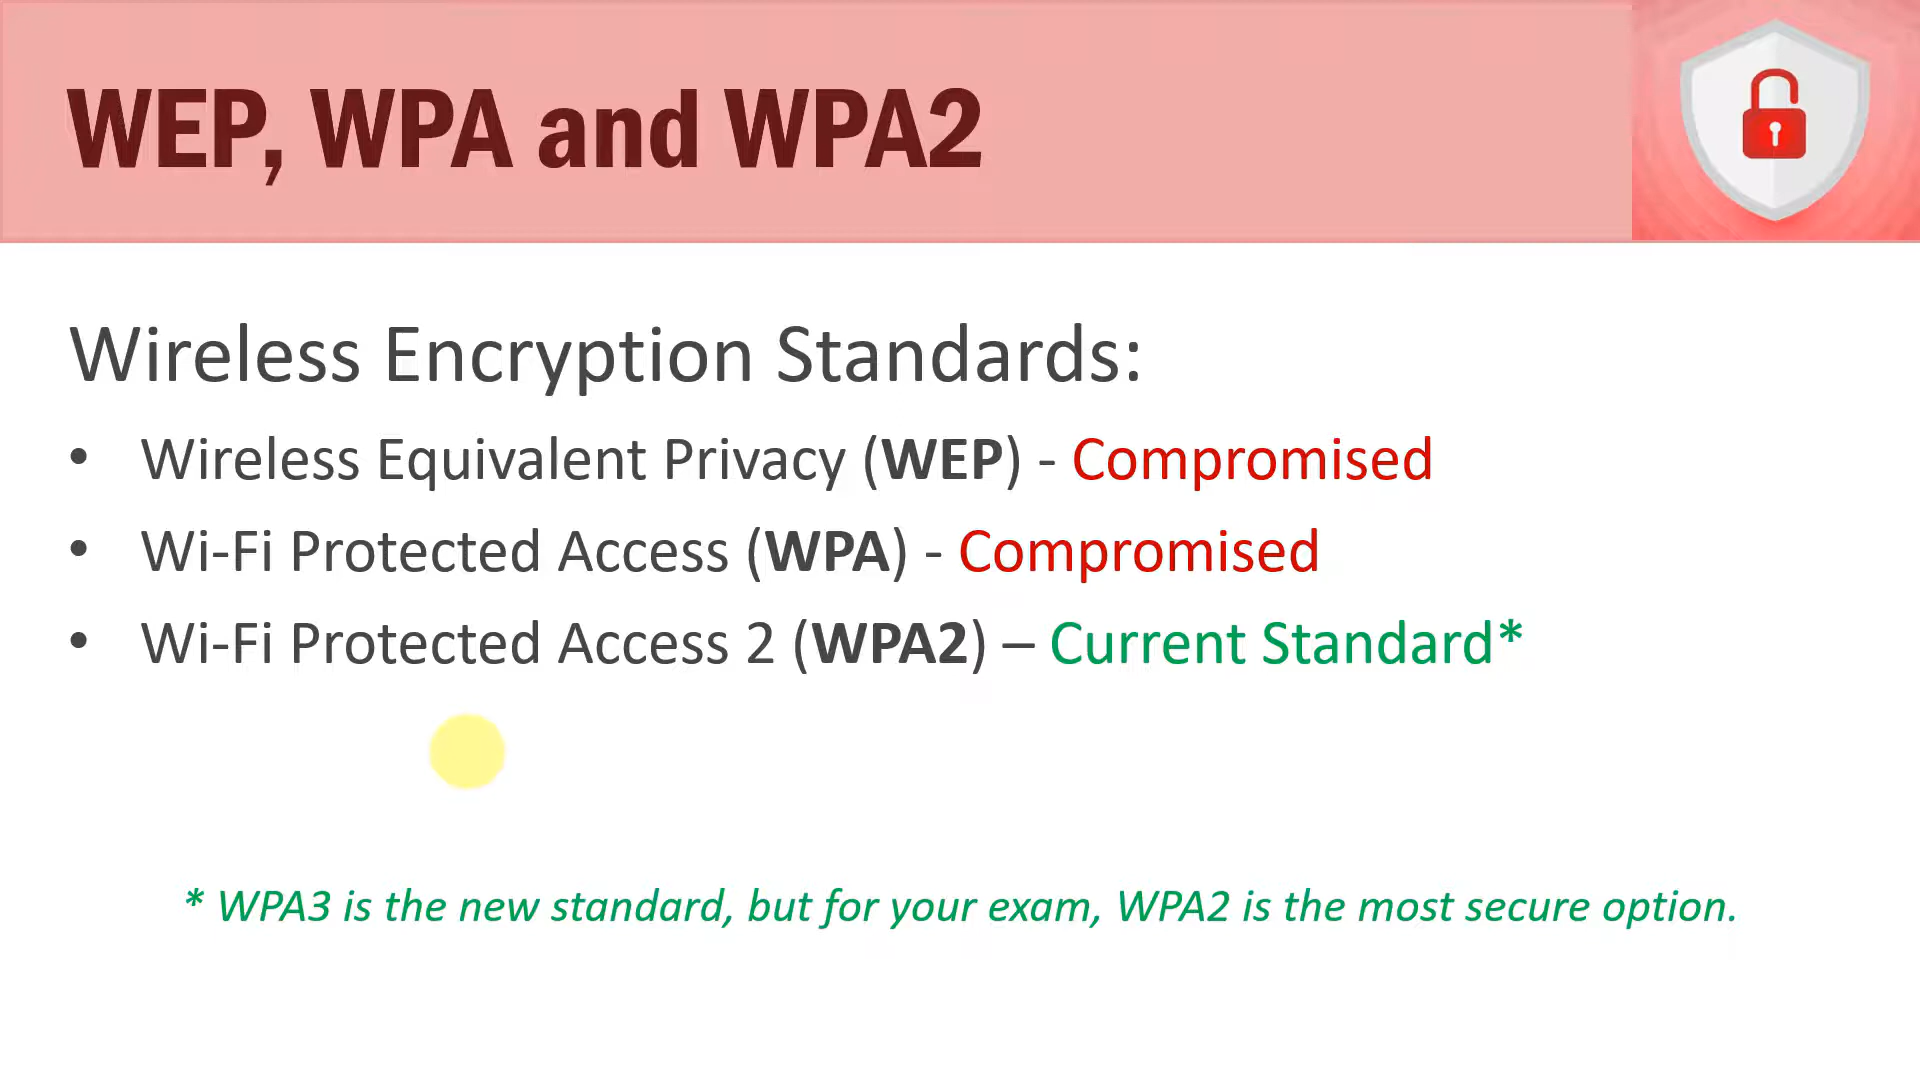 WEP, WPA and WPA2
Wireless Encryption Standards:
• Wireless Equivalent Privacy (WEP) - Compromised
• Wi-Fi Protected Access (WPA) - Compromised
• Wi-Fi Protected Access 2 (WPA2) – Current Standard*
* WPA3 is the new standard, but for your exam, WPA2 is the most secure option.